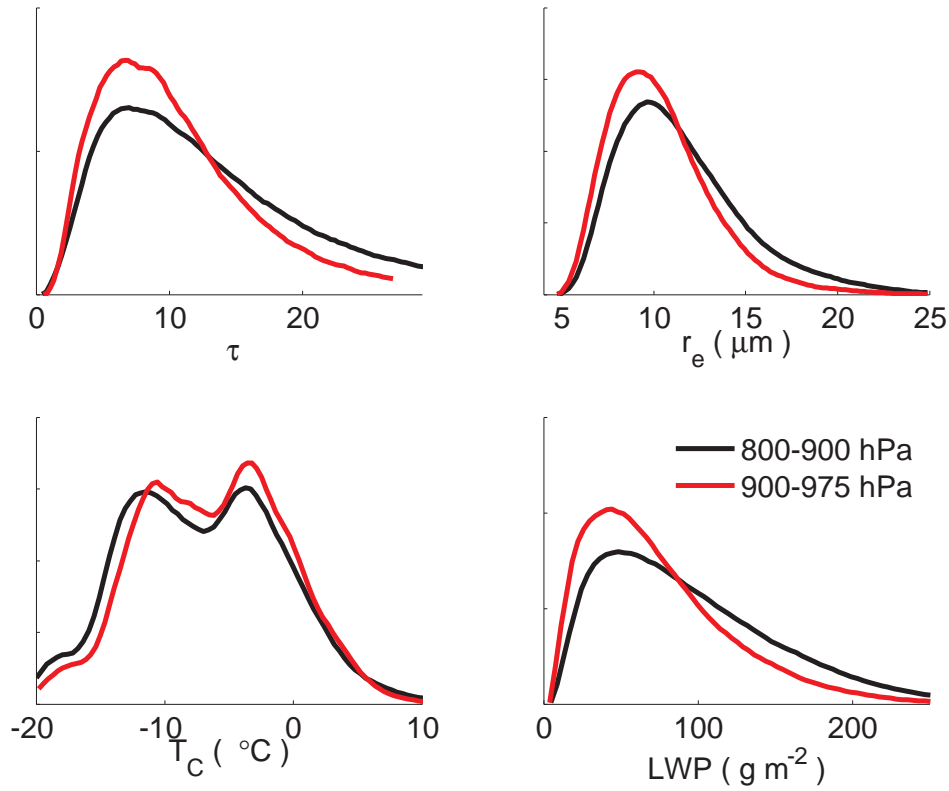 0 10 20
τ
5 10 15 20 25
r_e ( μm )
-20 -10 0 10
T_C ( °C )
800-900 hPa
900-975 hPa
0 100 200
LWP ( g m^-2 )